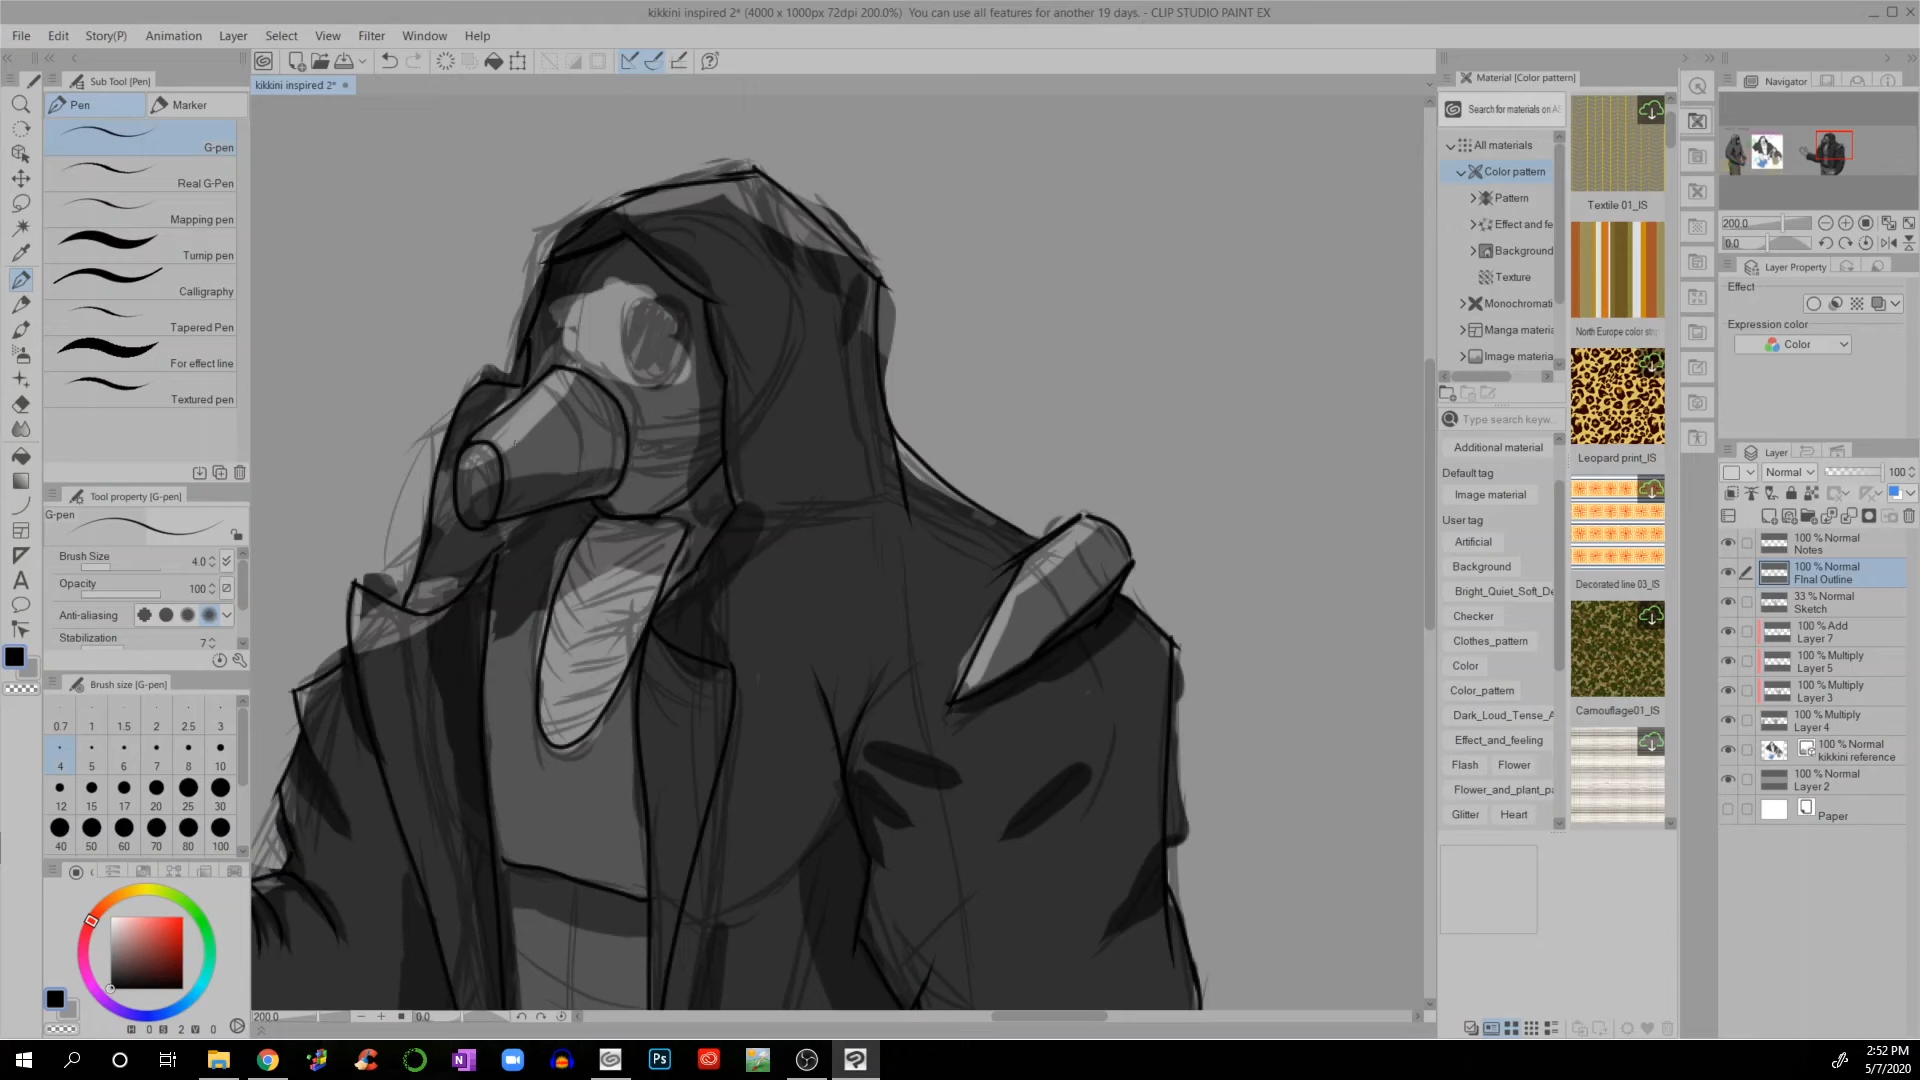 kikkini inspired 2* (4000 x 1000px 72dpi 200.0%) You can use all features for another 19 days. - CLIP STUDIO PAINT EX
File Edit Story(P) Animation Layer Select View Filter Window Help
Sub Tool [Pen]
Pen
Marker
G-pen
Real G-Pen
Mapping pen
Turnip pen
Calligraphy
Tapered Pen
For effect line
Textured pen
Tool property [G-pen]
G-pen
Brush Size 4.0
Opacity 100
Anti-aliasing
Stabilization 7
Brush size [G-pen]
0.7 1 1.5 2 2.5 3
4 5 6 7 8 10
12 15 17 20 25 30
40 50 60 70 80 100
H 0 S 2 V 0
kikkini inspired 2*
200.0
0.0
Material [Color pattern]
Search for materials on AS
All materials
Color pattern
Pattern
Effect and fe
Background
Texture
Monochromati
Manga materia
Image materia
Type search keyw...
Additional material
Default tag
Image material
User tag
Artificial
Background
Bright_Quiet_Soft_De
Checker
Clothes_pattern
Color
Color_pattern
Dark_Loud_Tense_A
Effect_and_feeling
Flash
Flower
Flower_and_plant_pa
Glitter
Heart
Textile 01_IS
North Europe color str
Leopard print_IS
Decorated line 03_IS
Camouflage01_IS
Navigator
200.0
0.0
Layer Property
Effect
Expression color
Color
Layer
Normal
100
100 % Normal
Notes
100 % Normal
FInal Outline
33 % Normal
Sketch
100 % Add
Layer 7
100 % Multiply
Layer 5
100 % Multiply
Layer 3
100 % Multiply
Layer 4
100 % Normal
kikkini reference
100 % Normal
Layer 2
Paper
2:52 PM
5/7/2020